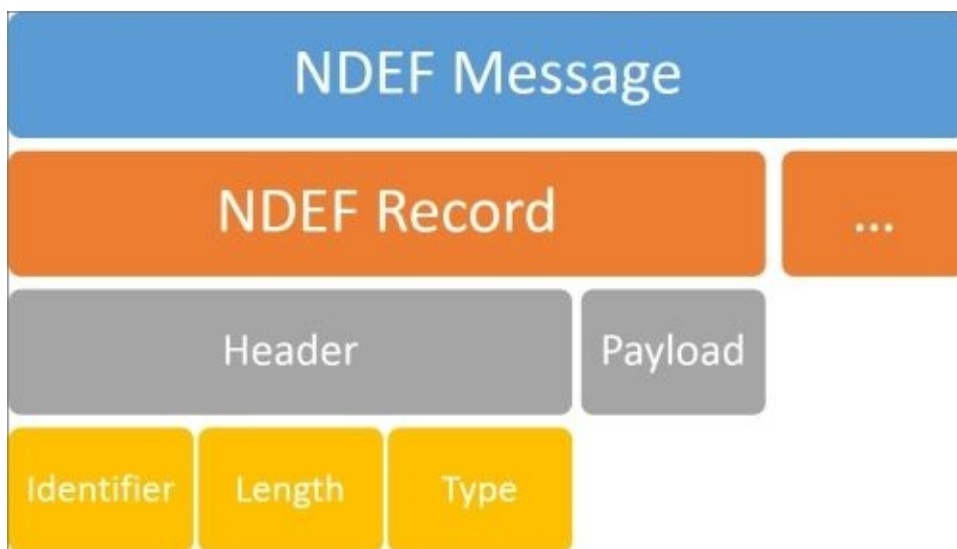 NDEF Message
NDEF Record ...
Header Payload
Identifier Length Type